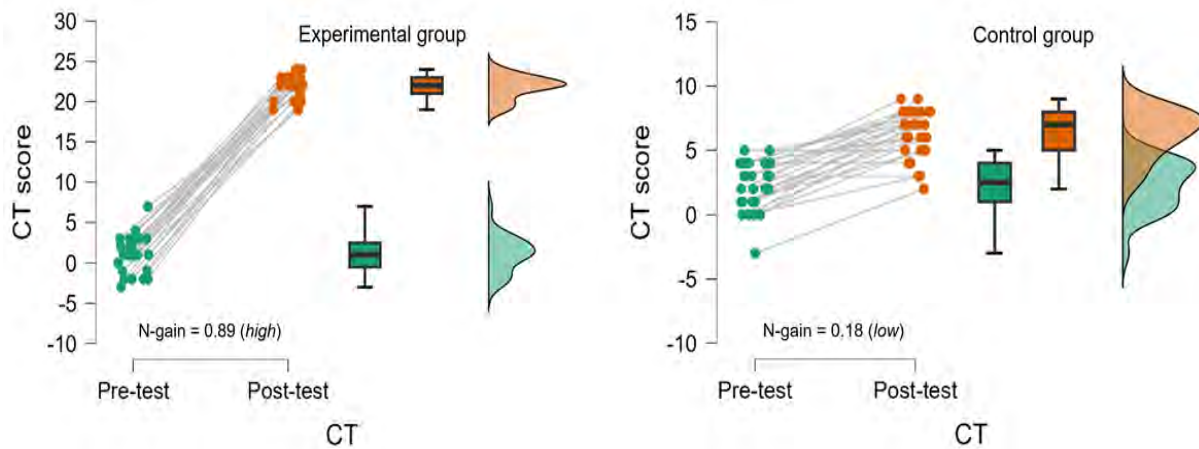 Experimental group
30
25
20
15
10
5
0
-5
-10
CT score
N-gain = 0.89 (high)
Pre-test
Post-test
CT
Control group
15
10
5
0
-5
-10
CT score
N-gain = 0.18 (low)
Pre-test
Post-test
CT